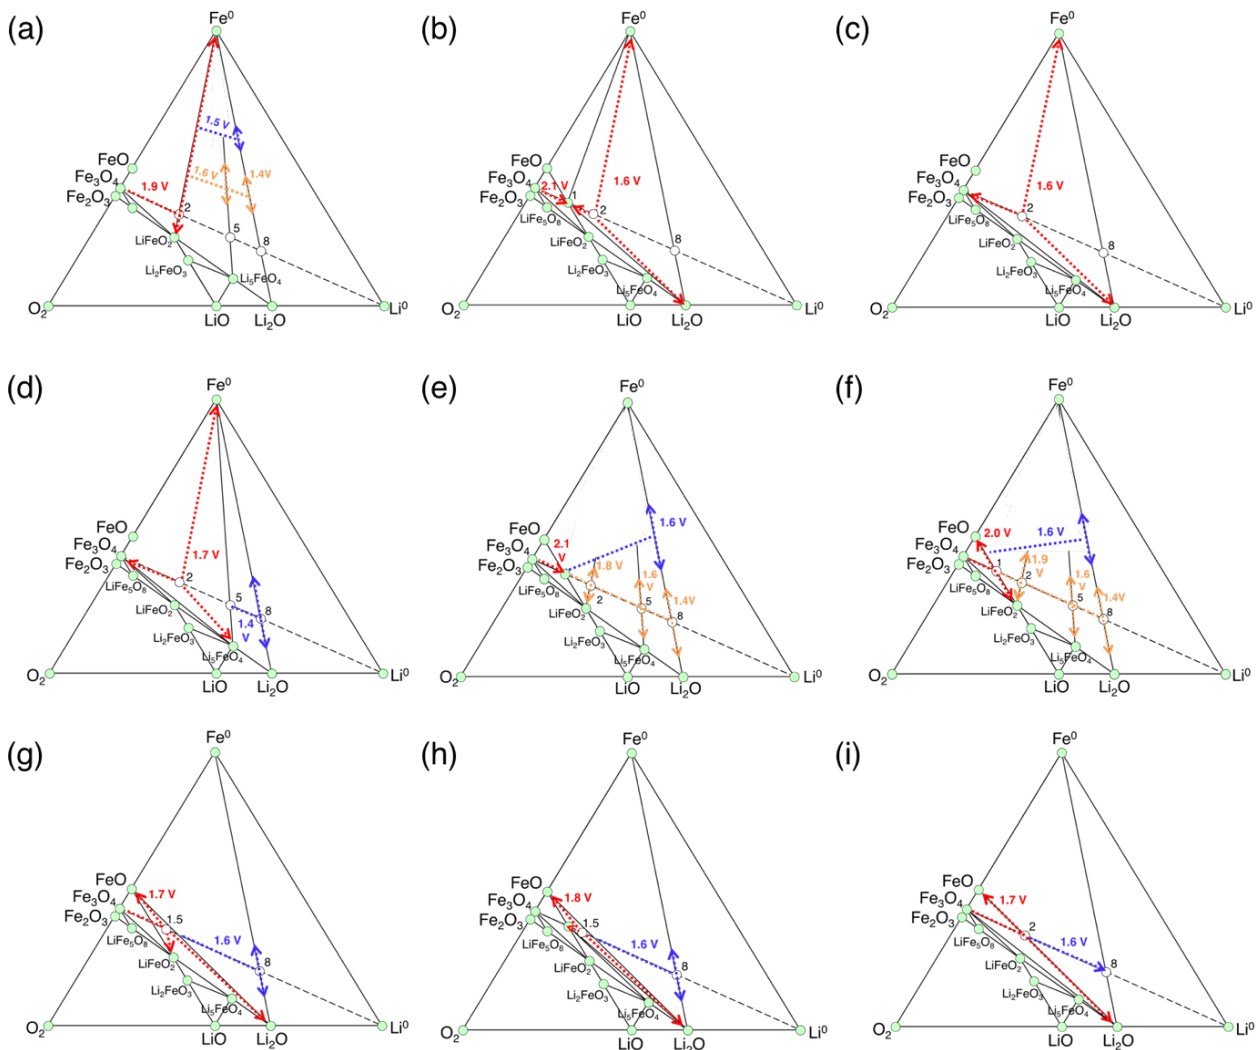 (a)
Fe⁰
1.5 V
1.6 V
1.4V
FeO
Fe₃O₄
1.9 V
Fe₂O₃
2
LiFe₅O₈
LiFeO₂
5
8
Li₂FeO₃
Li₅FeO₄
O₂
LiO
Li₂O
Li⁰
(b)
Fe⁰
FeO
Fe₃O₄
2.1 V
1.6 V
Fe₂O₃
1
2
LiFe₅O₈
LiFeO₂
8
Li₂FeO₃
Li₅FeO₄
O₂
LiO
Li₂O
Li⁰
(c)
Fe⁰
FeO
Fe₃O₄
1.6 V
Fe₂O₃
2
LiFe₅O₈
LiFeO₂
8
Li₂FeO₃
Li₅FeO₄
O₂
LiO
Li₂O
Li⁰
(d)
Fe⁰
FeO
Fe₃O₄
1.7 V
Fe₂O₃
2
LiFe₅O₈
LiFeO₂
5
8
1.4
V
Li₂FeO₃
Li₅FeO₄
O₂
LiO
Li₂O
Li⁰
(e)
Fe⁰
FeO
1.6 V
Fe₃O₄
2.1
V
1.8 V
1.6
V
1.4V
Fe₂O₃
LiFe₅O₈
LiFeO₂
2
5
8
Li₂FeO₃
Li₅FeO₄
O₂
LiO
Li₂O
Li⁰
(f)
Fe⁰
FeO
2.0 V
1.6 V
Fe₃O₄
1.9
V
1.6
V
1.4V
Fe₂O₃
1
2
LiFe₅O₈
LiFeO₂
5
8
Li₂FeO₃
Li₅FeO₄
O₂
LiO
Li₂O
Li⁰
(g)
Fe⁰
FeO
1.7 V
Fe₃O₄
Fe₂O₃
1.5
LiFe₅O₈
1.6 V
LiFeO₂
8
Li₂FeO₃
Li₅FeO₄
O₂
LiO
Li₂O
Li⁰
(h)
Fe⁰
FeO
1.8 V
Fe₃O₄
Fe₂O₃
1.5
LiFe₅O₈
1.6 V
LiFeO₂
8
Li₂FeO₃
Li₅FeO₄
O₂
LiO
Li₂O
Li⁰
(i)
Fe⁰
FeO
1.7 V
Fe₃O₄
Fe₂O₃
2
LiFe₅O₈
1.6 V
LiFeO₂
8
Li₂FeO₃
Li₅FeO₄
O₂
LiO
Li₂O
Li⁰